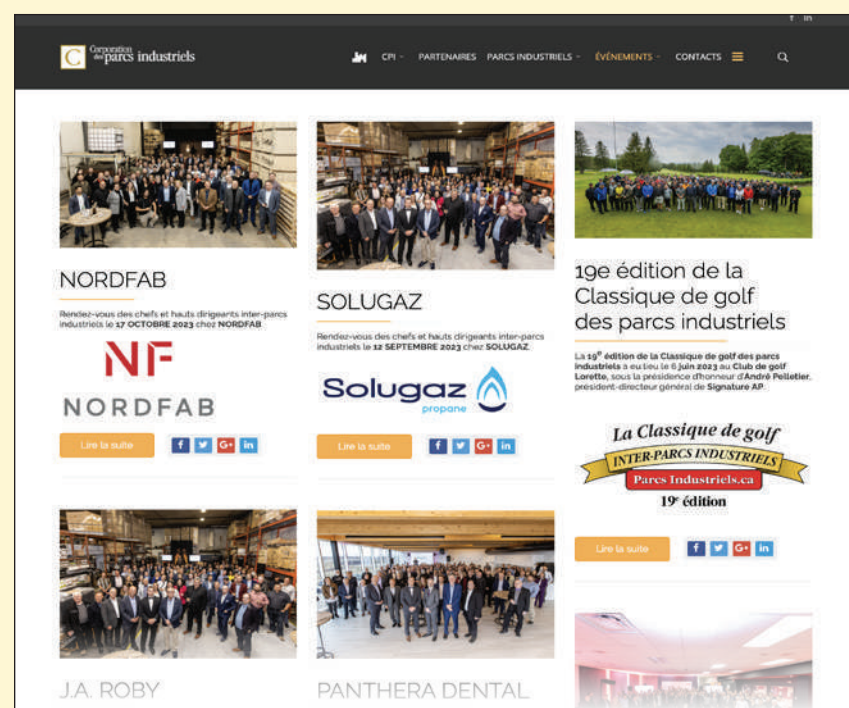 f in
C Corporation des parcs industriels
CPI PARTENAIRES PARCS INDUSTRIELS ÉVÉNEMENTS CONTACTS
NORDFAB
Rendez-vous des chefs et hauts dirigeants inter-parcs
industriels le 17 OCTOBRE 2023 chez NORDFAB.
NF
NORDFAB
Lire la suite
f G+ in
SOLUGAZ
Rendez-vous des chefs et hauts dirigeants inter-parcs
industriels le 12 SEPTEMBRE 2023 chez SOLUGAZ.
Solugaz
propane
Lire la suite
f G+ in
19e édition de la
Classique de golf
des parcs industriels
La 19e édition de la Classique de golf des parcs
industriels a eu lieu le 6 juin 2023 au Club de golf
Lorette, sous la présidence d'honneur d'André Pelletier,
président-directeur général de Signature AP.
La Classique de golf
INTER-PARCS INDUSTRIELS
Parcs Industriels.ca
19e édition
Lire la suite
f G+ in
J.A. ROBY
PANTHERA DENTAL